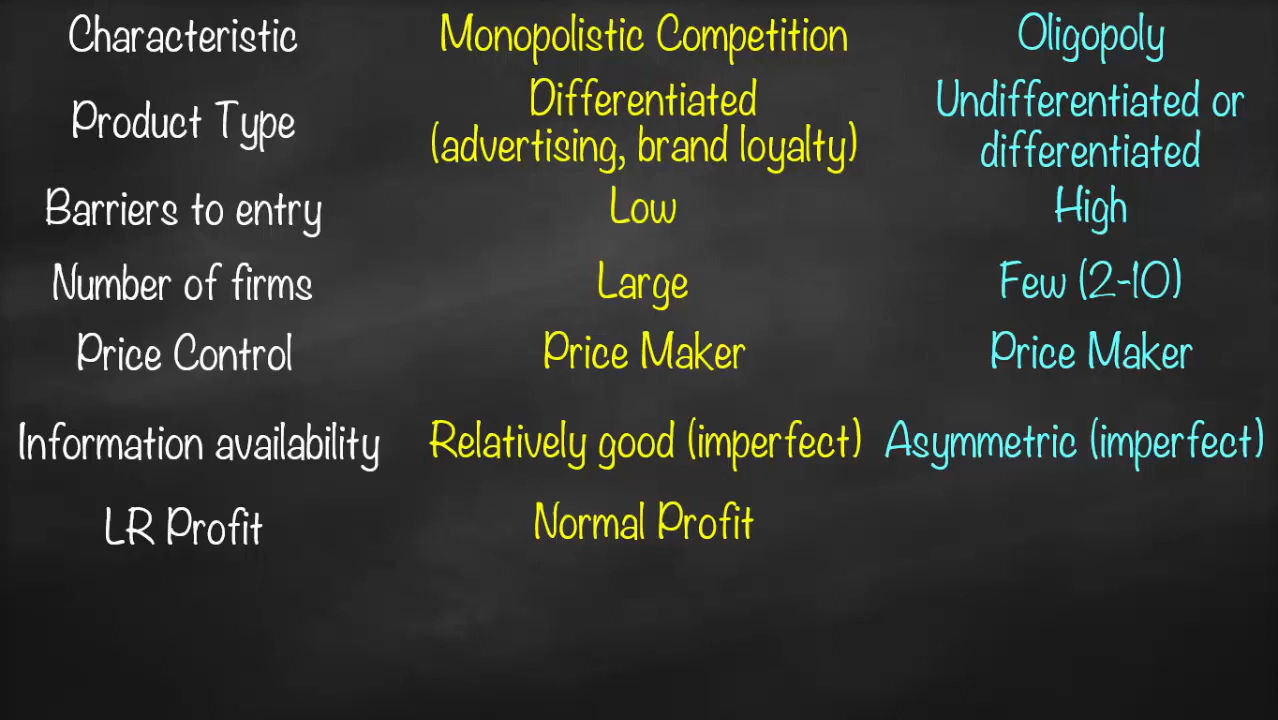 Characteristic Monopolistic Competition Oligopoly
Product Type Differentiated (advertising, brand loyalty) Undifferentiated or differentiated
Barriers to entry Low High
Number of firms Large Few (2-10)
Price Control Price Maker Price Maker
Information availability Relatively good (imperfect) Asymmetric (imperfect)
LR Profit Normal Profit